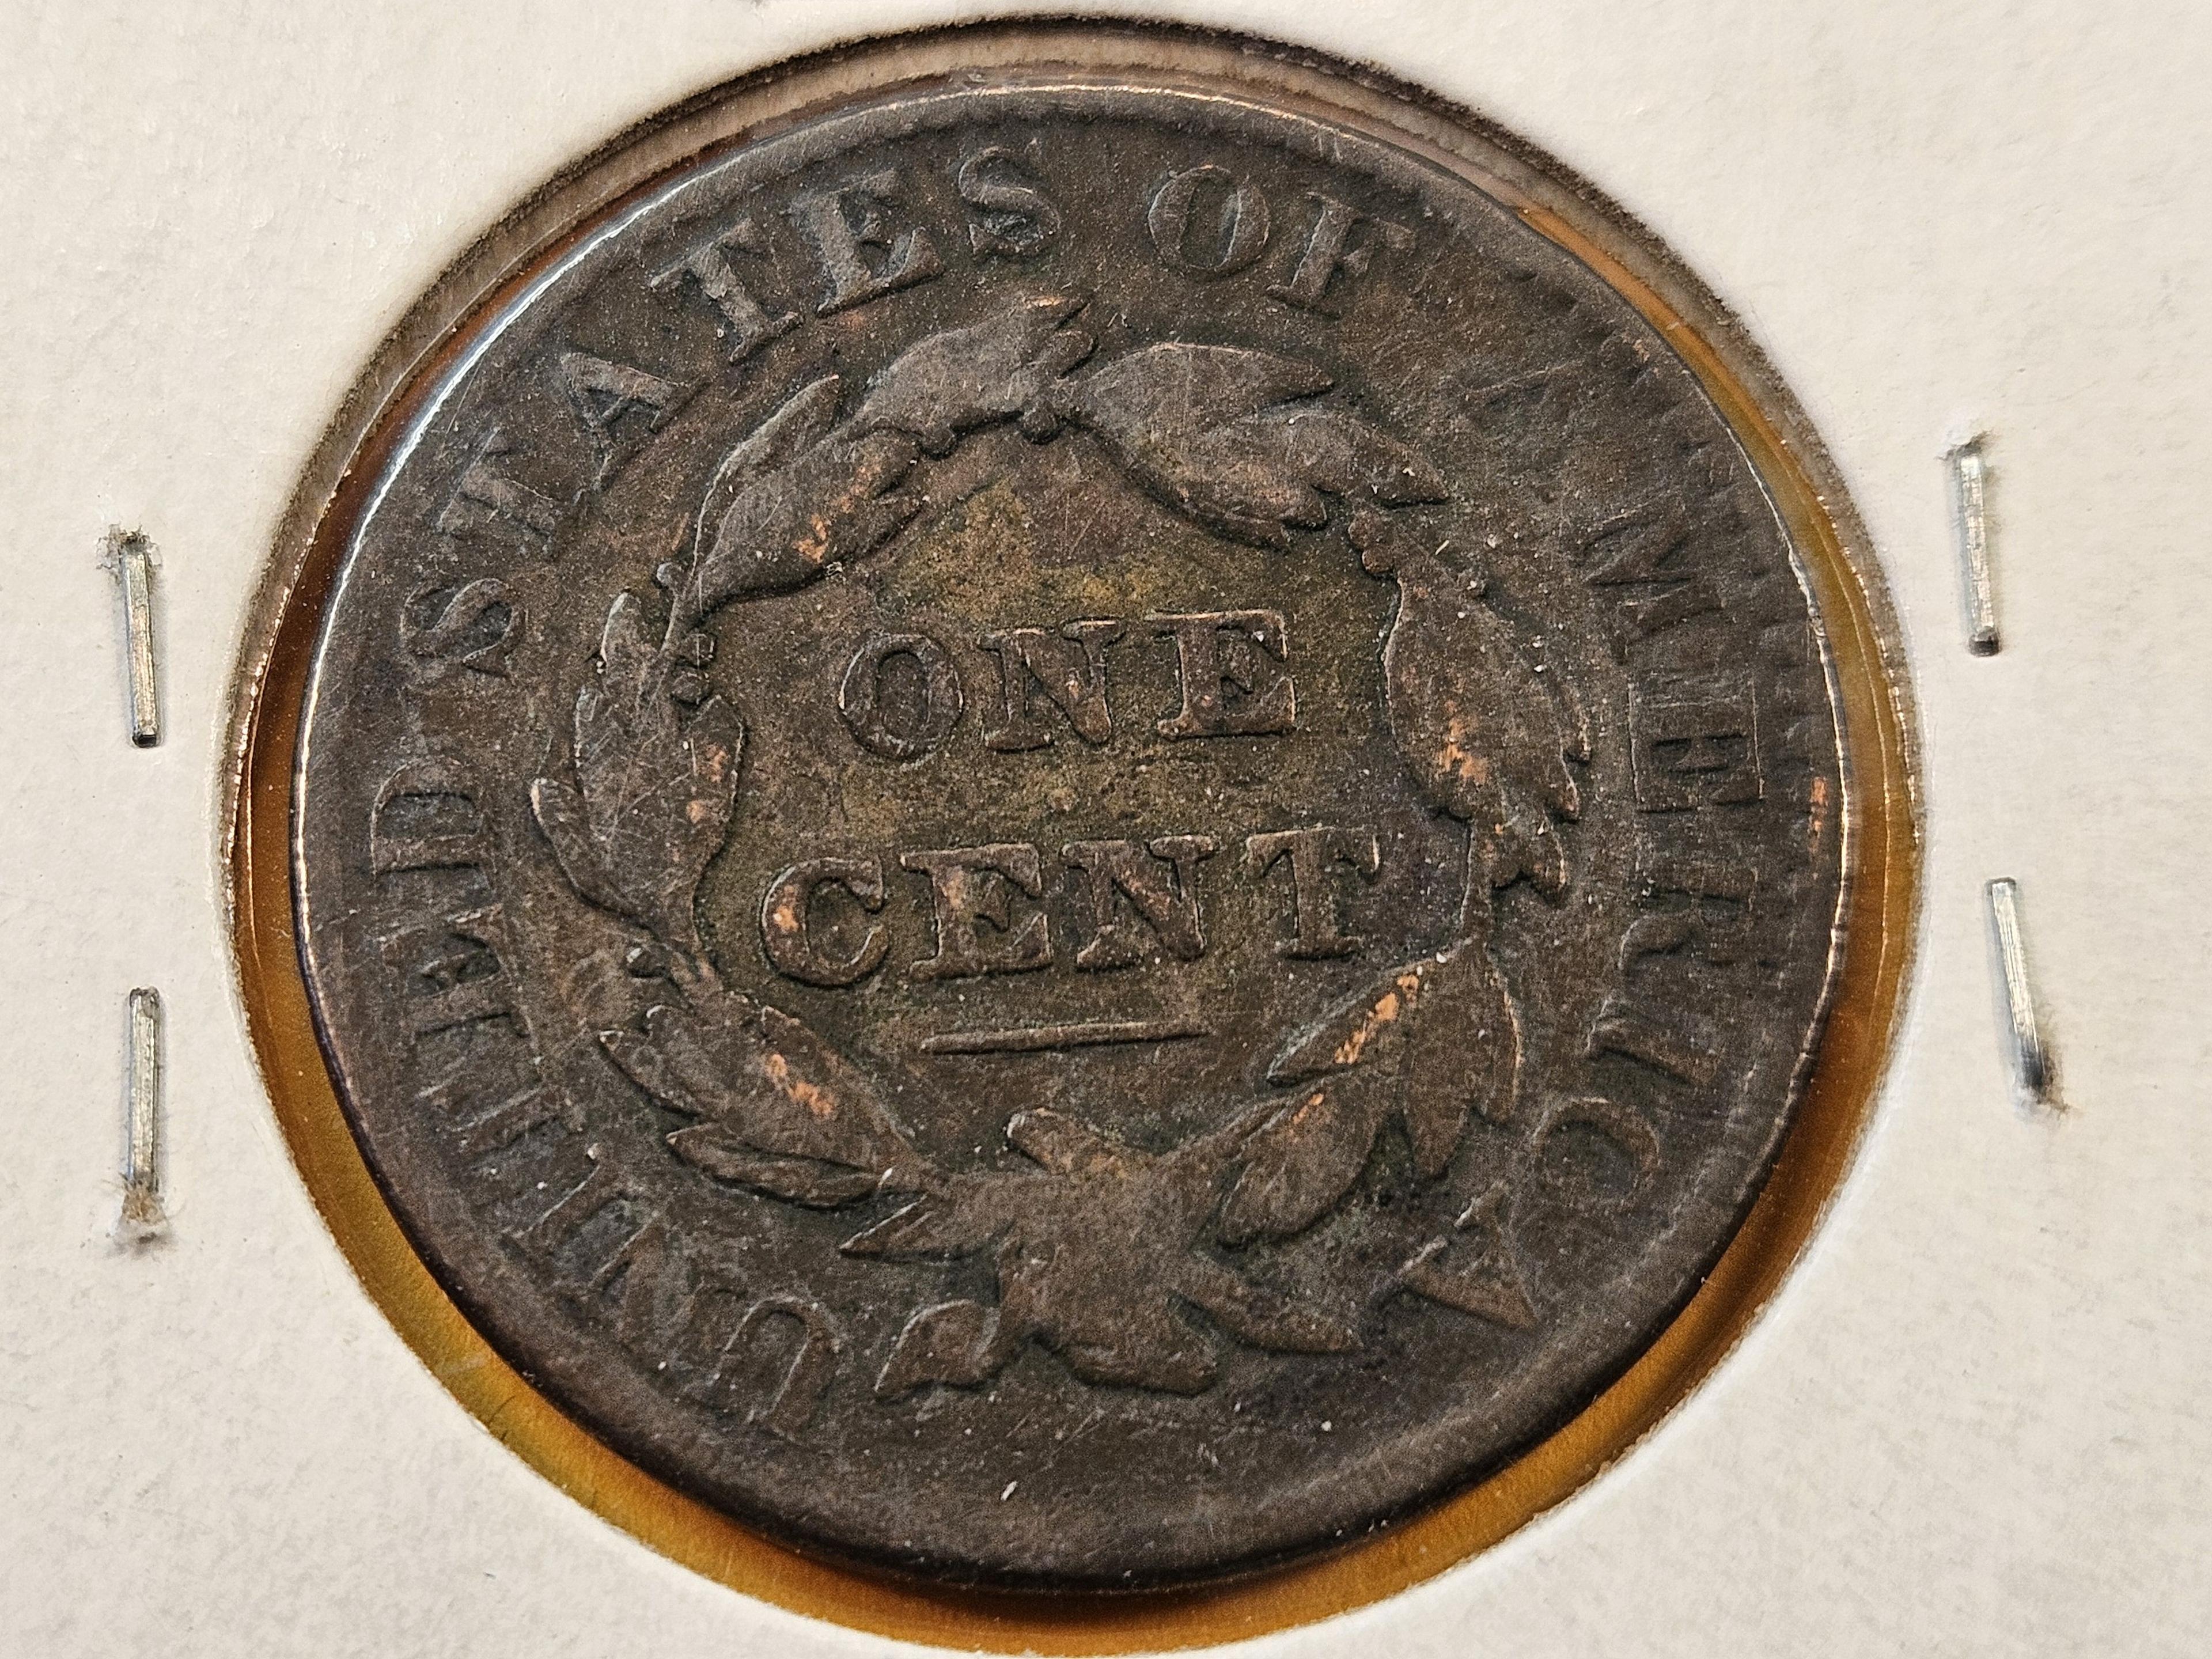 UNITED STATES OF AMERICA
ONE
CENT